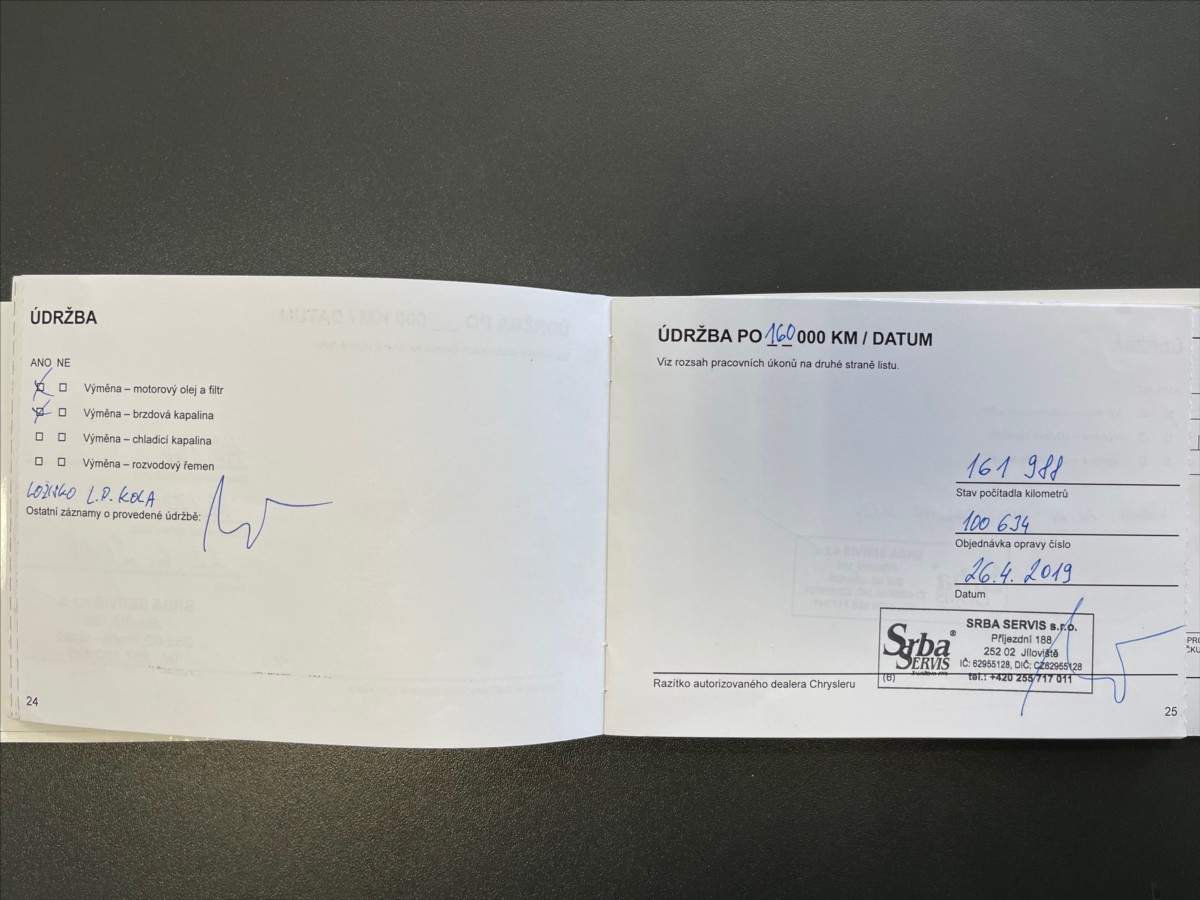 ÚDRŽBA
ANO NE
Výměna – motorový olej a filtr
Výměna – brzdová kapalina
Výměna – chladicí kapalina
Výměna – rozvodový řemen
LOŽISKO L.P. KOLA
Ostatní záznamy o provedené údržbě:
24
ÚDRŽBA PO 160 000 KM / DATUM
Viz rozsah pracovních úkonů na druhé straně listu.
161 988
Stav počítadla kilometrů
100 634
Objednávka opravy číslo
26.4. 2019
Datum
Srba SERVIS ®
SRBA SERVIS s.r.o.
Příjezdní 188
252 02 Jíloviště
IČ: 62955128, DIČ: CZ62955128
tel.: +420 255 717 011
(6)
Razítko autorizovaného dealera Chrysleru
25